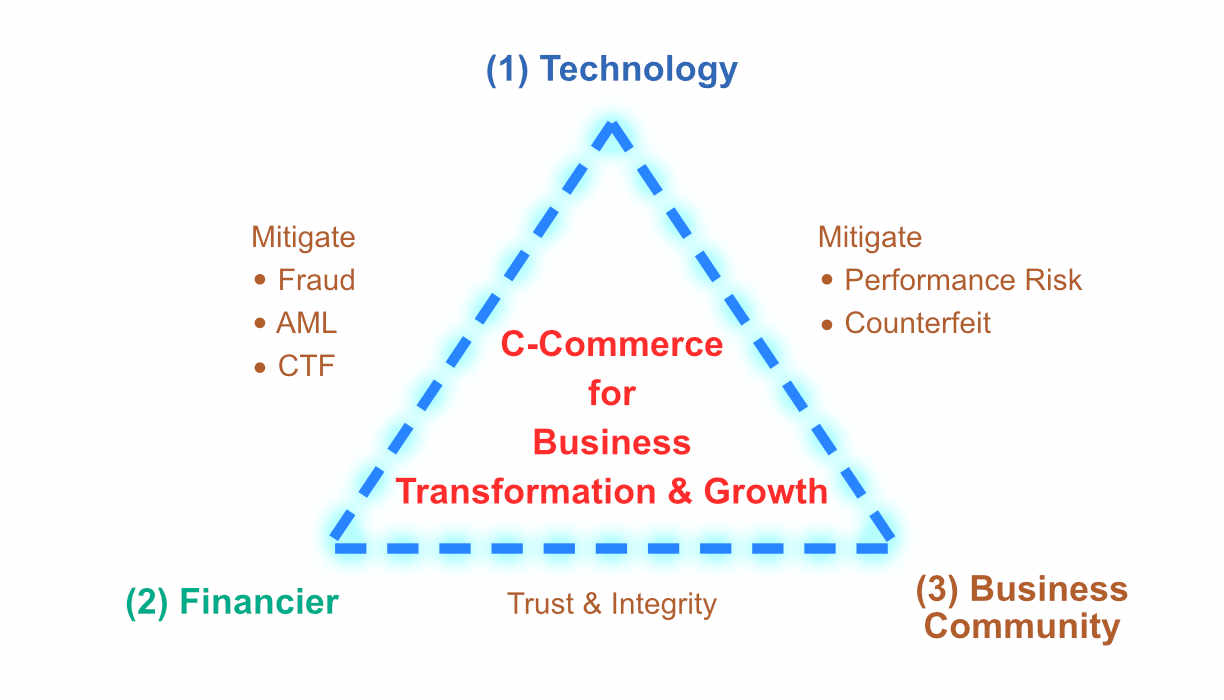 (1) Technology
Mitigate
• Fraud
• AML
• CTF
Mitigate
• Performance Risk
• Counterfeit
C-Commerce
for
Business
Transformation & Growth
(2) Financier
Trust & Integrity
(3) Business
Community